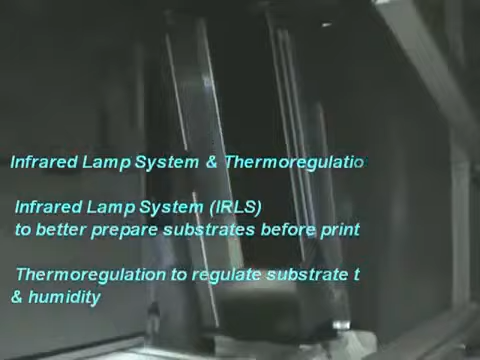 Infrared Lamp System & Thermoregulatio
Infrared Lamp System (IRLS)
to better prepare substrates before print
Thermoregulation to regulate substrate t
& humidity